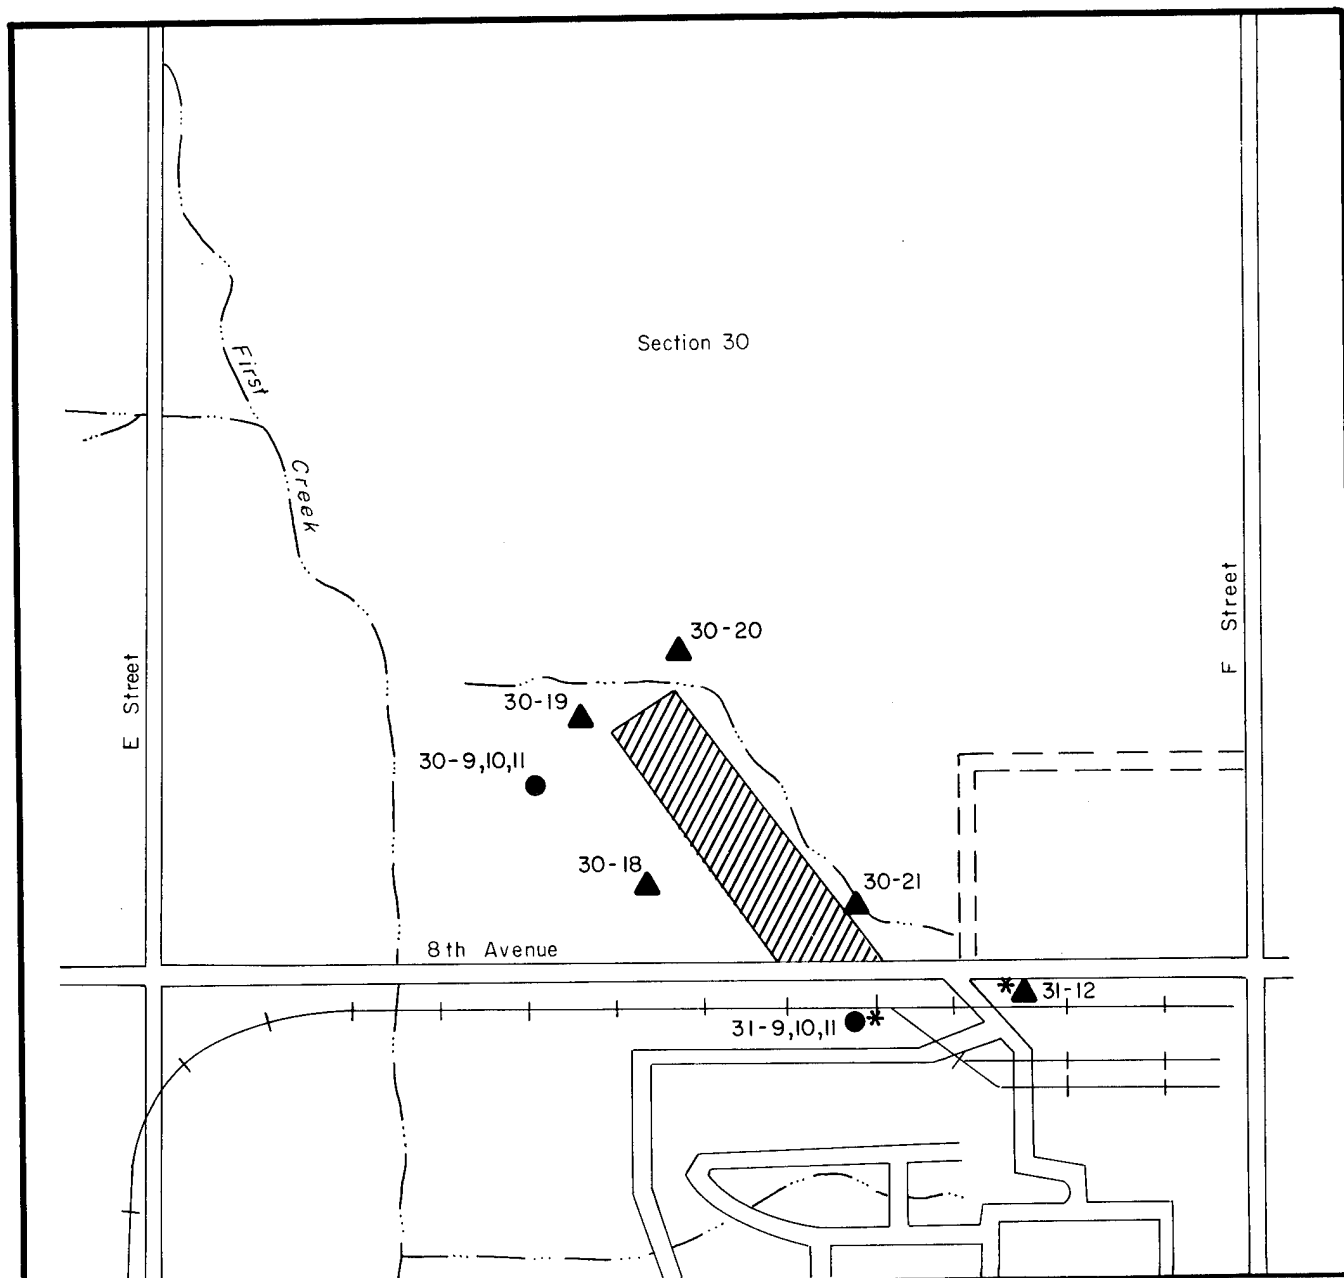 Section 30
First
Creek
E Street
F Street
30-20
30-19
30-9,10,11
30-18
30-21
8th Avenue
* 31-12
31-9,10,11 *